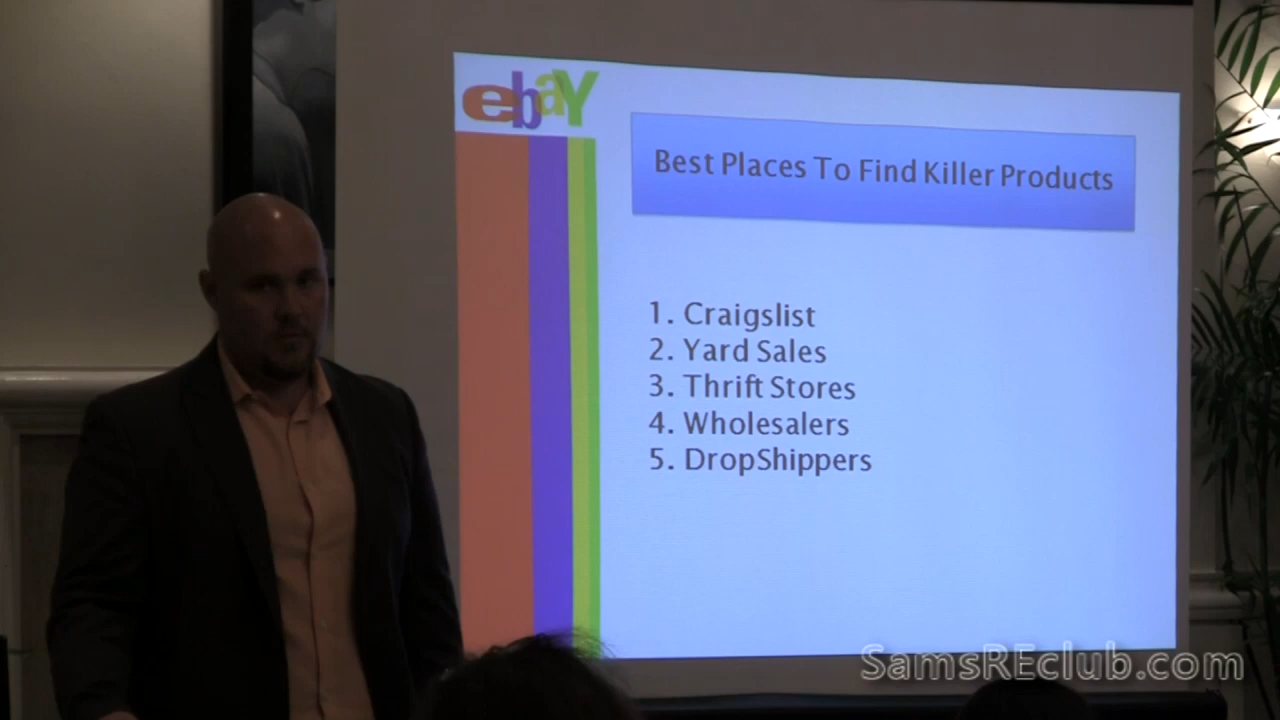 ebaY
Best Places To Find Killer Products
1. Craigslist
2. Yard Sales
3. Thrift Stores
4. Wholesalers
5. DropShippers
SamsREclub.com